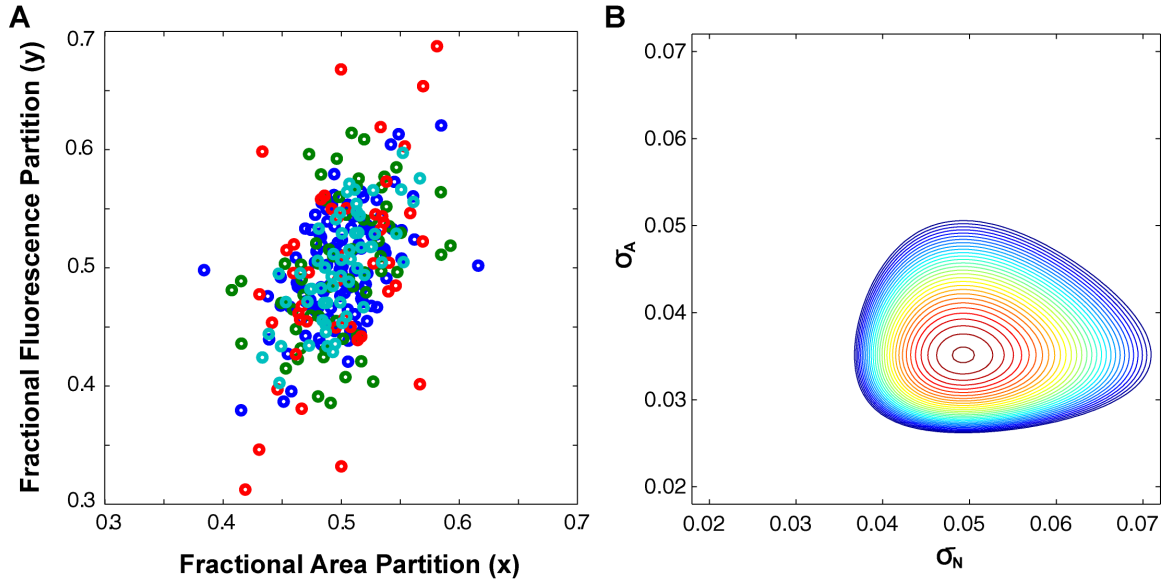 A
B
Fractional Fluorescence Partition (y)
0.7
0.6
0.5
0.4
0.3
0.3 0.4 0.5 0.6 0.7
Fractional Area Partition (x)
σA
0.07
0.06
0.05
0.04
0.03
0.02
0.02 0.03 0.04 0.05 0.06 0.07
σN